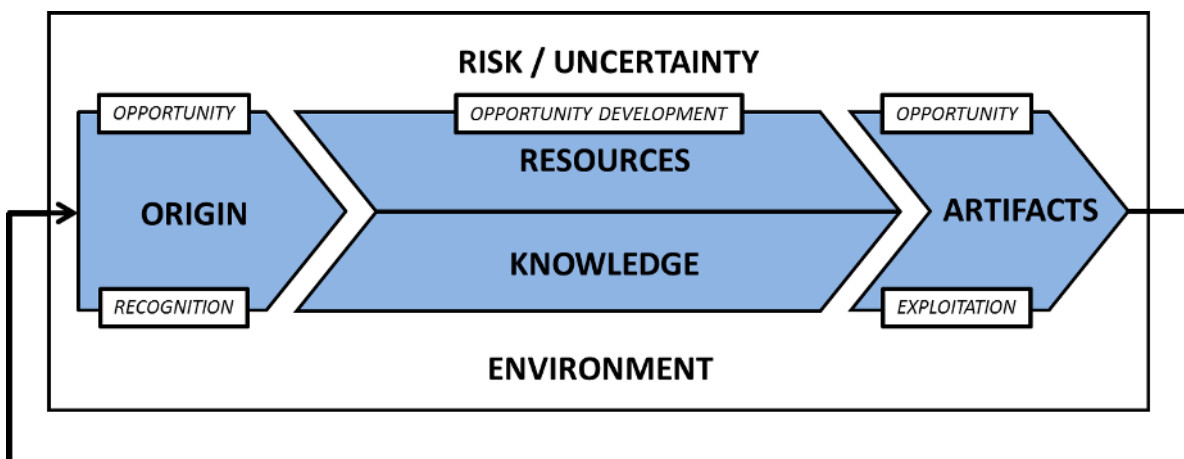 RISK / UNCERTAINTY
OPPORTUNITY
OPPORTUNITY DEVELOPMENT
OPPORTUNITY
RESOURCES
ORIGIN
ARTIFACTS
KNOWLEDGE
RECOGNITION
EXPLOITATION
ENVIRONMENT